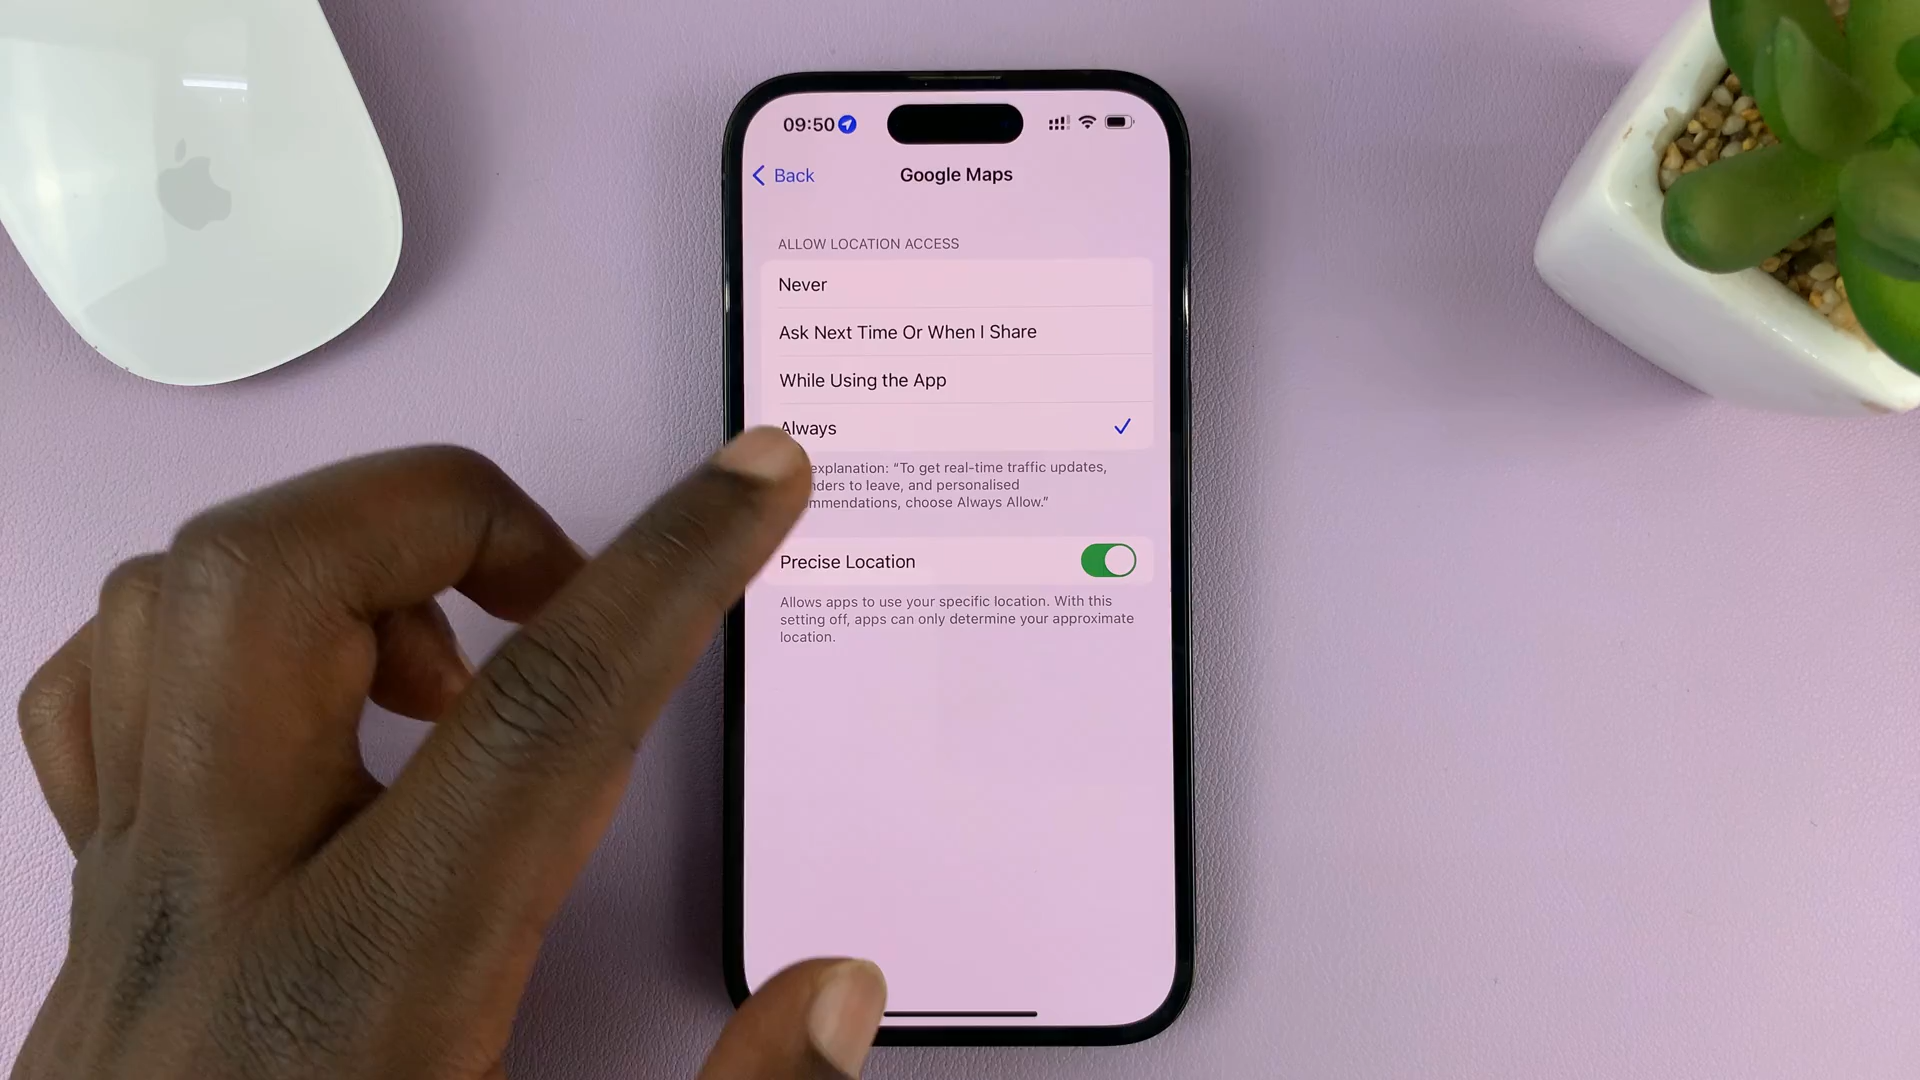 09:50
Back
Google Maps
ALLOW LOCATION ACCESS
Never
Ask Next Time Or When I Share
While Using the App
Always
explanation: “To get real-time traffic updates,
to leave, and personalised
choose Always Allow.”
Precise Location
Allows apps to use your specific location. With this
setting off, apps can only determine your approximate
location.